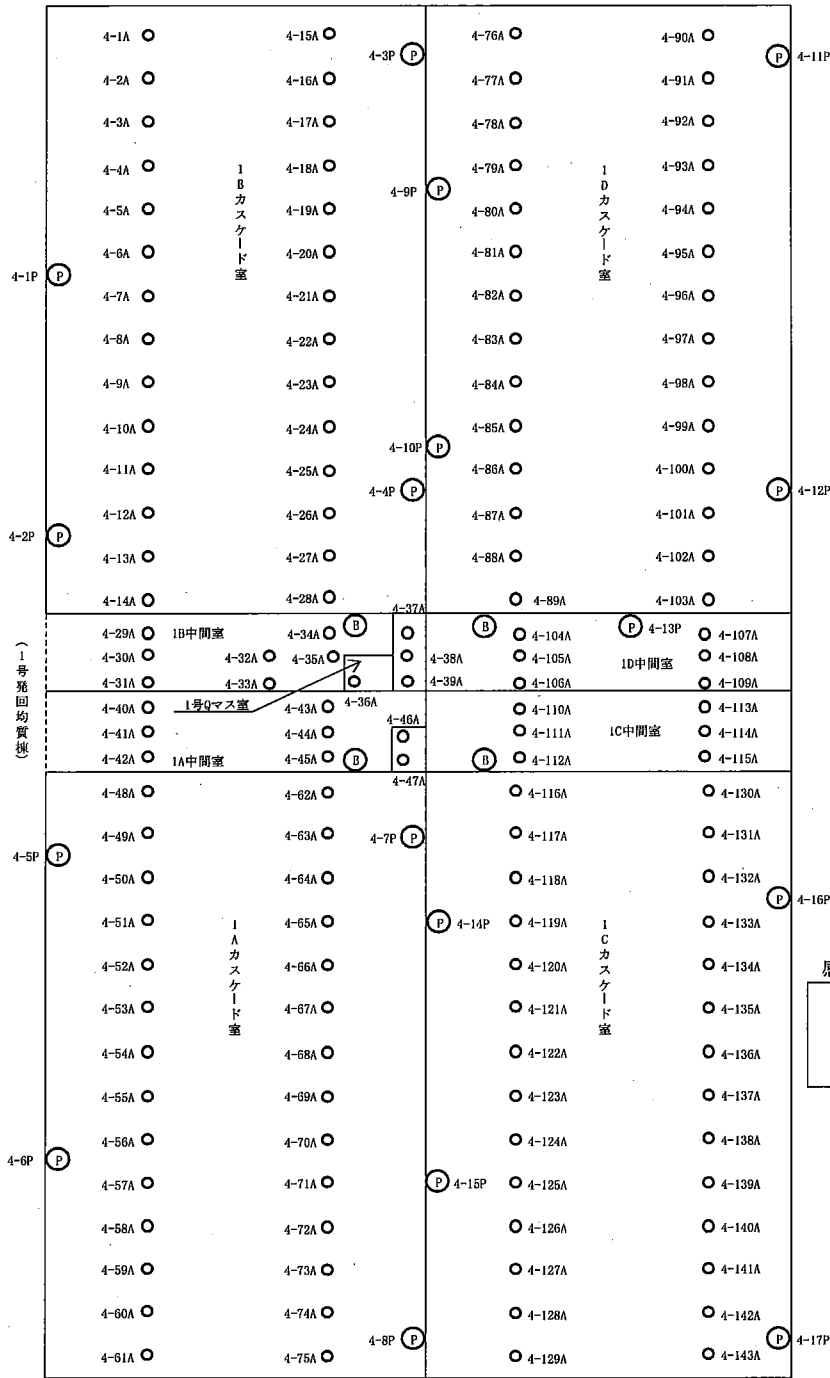 4-1A 4-15A 4-3P P 4-76A 4-90A P 4-11P
4-2A 4-16A 4-77A 4-91A
4-3A 4-17A 4-78A 4-92A
4-4A 4-18A 4-79A 4-93A
1Bカスケード室
1Dカスケード室
4-9P P
4-5A 4-19A 4-80A 4-94A
4-6A 4-20A 4-81A 4-95A
4-1P P
4-7A 4-21A 4-82A 4-96A
4-8A 4-22A 4-83A 4-97A
4-9A 4-23A 4-84A 4-98A
4-10A 4-24A 4-85A 4-99A
4-10P P
4-11A 4-25A 4-86A 4-100A
4-4P P P 4-12P
4-12A 4-26A 4-87A 4-101A
4-2P P
4-13A 4-27A 4-88A 4-102A
4-14A 4-28A 4-89A 4-103A
4-37A
4-29A 1B中間室 4-34A B B 4-104A P 4-13P 4-107A
4-30A 4-32A 4-35A 4-38A 4-105A 1D中間室 4-108A
4-31A 4-33A 4-39A 4-106A 4-109A
(1号発回均質棟)
1号Qマス室 4-36A
4-40A 4-43A 4-110A 4-113A
4-46A
4-41A 4-44A 4-111A 1C中間室 4-114A
4-42A 1A中間室 4-45A B B 4-112A 4-115A
4-47A
4-48A 4-62A 4-116A 4-130A
4-49A 4-63A 4-7P P 4-117A 4-131A
4-5P P
4-50A 4-64A 4-118A 4-132A
P 4-16P
4-51A 4-65A P 4-14P 4-119A 4-133A
1Aカスケード室
1Cカスケード室
4-52A 4-66A 4-120A 4-134A
4-53A 4-67A 4-121A 4-135A
4-54A 4-68A 4-122A 4-136A
4-55A 4-69A 4-123A 4-137A
4-56A 4-70A 4-124A 4-138A
4-6P P
4-57A 4-71A P 4-15P 4-125A 4-139A
4-58A 4-72A 4-126A 4-140A
4-59A 4-73A 4-127A 4-141A
4-60A 4-74A 4-128A 4-142A
4-8P P P 4-17P
4-61A 4-75A 4-129A 4-143A